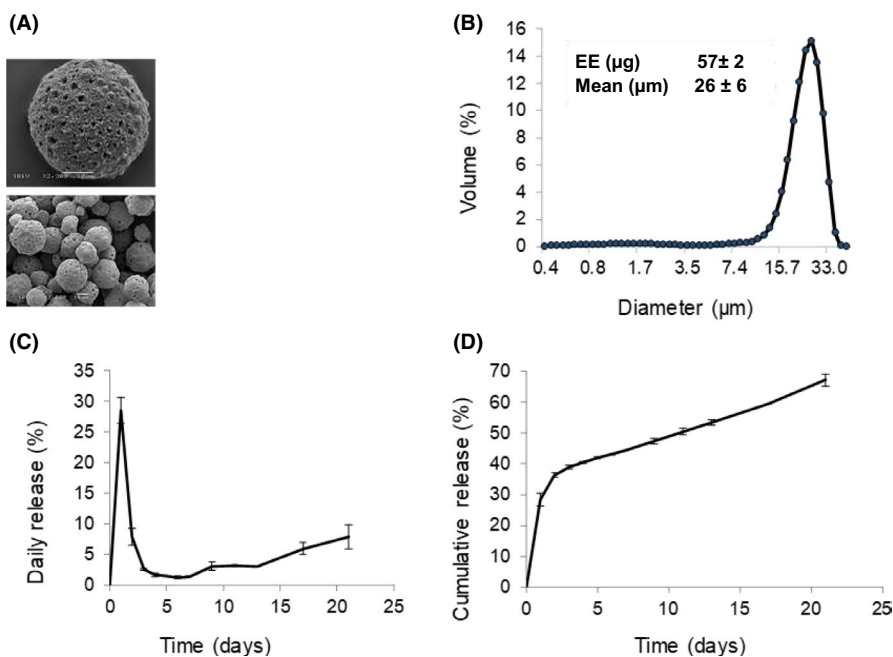 (A)
(B)
16
14
12
10
8
6
4
2
0
Volume (%)
EE (µg) 57± 2
Mean (µm) 26 ± 6
0.4 0.8 1.7 3.5 7.4 15.7 33.0
Diameter (µm)
(C)
35
30
25
20
15
10
5
0
Daily release (%)
0 5 10 15 20 25
Time (days)
(D)
70
60
50
40
30
20
10
0
Cumulative release (%)
0 5 10 15 20 25
Time (days)